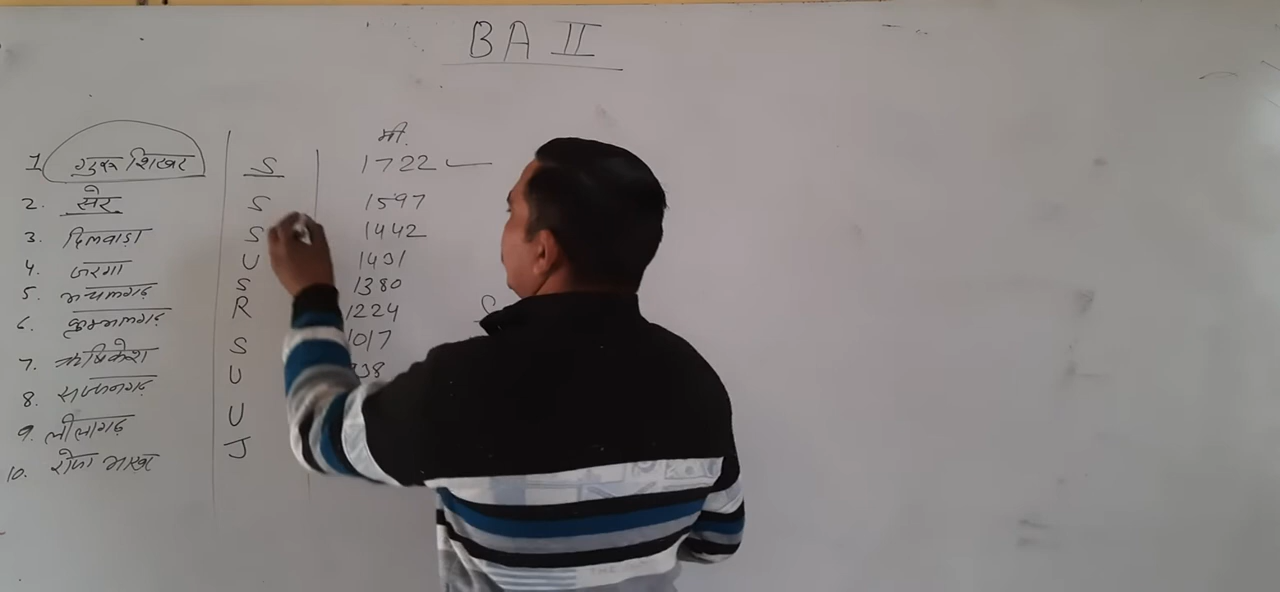 BA II
मी.
1 गुरु शिखर S 1722
2. सेर S 1597
3. दिलवाड़ा S 1442
4. जरगा U 1431
5. अचलगढ़ S 1380
6. कुम्भलगढ़ R 1224
7. ऋषिकेश S 1017
8. सज्जनगढ़ U 938
9. लीलागढ़ U
10. J